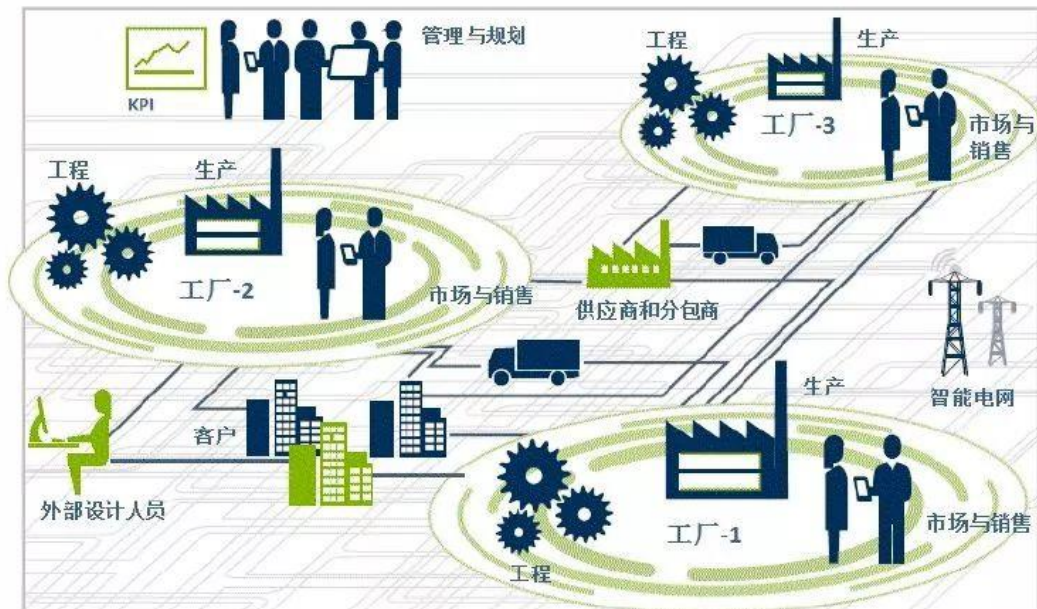 管理与规划
KPI
工程
生产
工厂-3
市场与
销售
工程
生产
工厂-2
市场与销售
供应商和分包商
智能电网
客户
外部设计人员
生产
工厂-1
市场与销售
工程